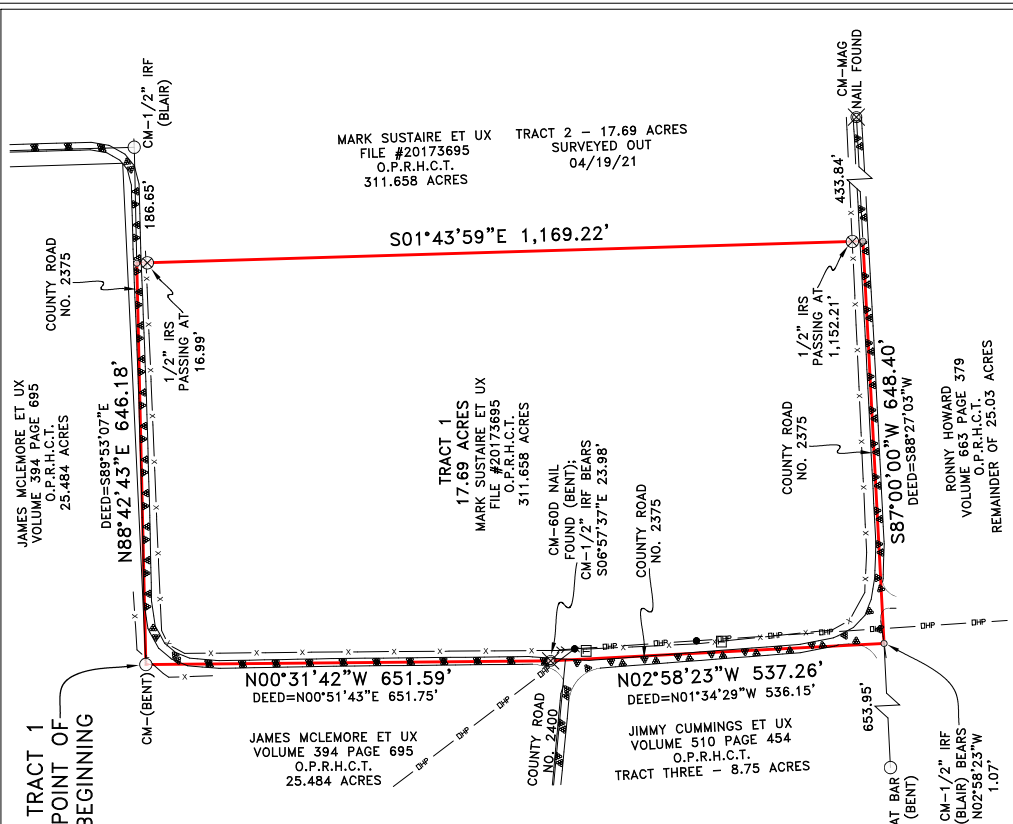 CM-1/2" IRF
(BLAIR)
CM-MAG
NAIL FOUND
MARK SUSTAIRE ET UX
FILE #20173695
O.P.R.H.C.T.
311.658 ACRES
TRACT 2 - 17.69 ACRES
SURVEYED OUT
04/19/21
186.65'
433.84'
S01°43'59"E 1,169.22'
COUNTY ROAD
NO. 2375
1/2" IRS
PASSING AT
16.99'
1/2" IRS
PASSING AT
1,152.21'
JAMES MCLEMORE ET UX
VOLUME 394 PAGE 695
O.P.R.H.C.T.
25.484 ACRES
DEED=S89°53'07"E
N88°42'43"E 646.18'
TRACT 1
17.69 ACRES
MARK SUSTAIRE ET UX
FILE #20173695
O.P.R.H.C.T.
311.658 ACRES
CM-60D NAIL
FOUND (BENT);
CM-1/2" IRF BEARS
S06°57'37"E 23.98'
COUNTY ROAD
NO. 2375
COUNTY ROAD
NO. 2375
S87°00'00"W 648.40'
DEED=S88°27'03"W
RONNY HOWARD
VOLUME 663 PAGE 379
O.P.R.H.C.T.
REMAINDER OF 25.03 ACRES
X
OHP
TRACT 1
POINT OF
BEGINNING
CM-(BENT)
N00°31'42"W 651.59'
DEED=N00°51'43"E 651.75'
N02°58'23"W 537.26'
DEED=N01°34'29"W 536.15'
JAMES MCLEMORE ET UX
VOLUME 394 PAGE 695
O.P.R.H.C.T.
25.484 ACRES
COUNTY ROAD
NO. 2400
JIMMY CUMMINGS ET UX
VOLUME 510 PAGE 454
O.P.R.H.C.T.
TRACT THREE - 8.75 ACRES
653.95'
AT BAR
(BENT)
CM-1/2" IRF
(BLAIR) BEARS
N02°58'23"W
1.07'